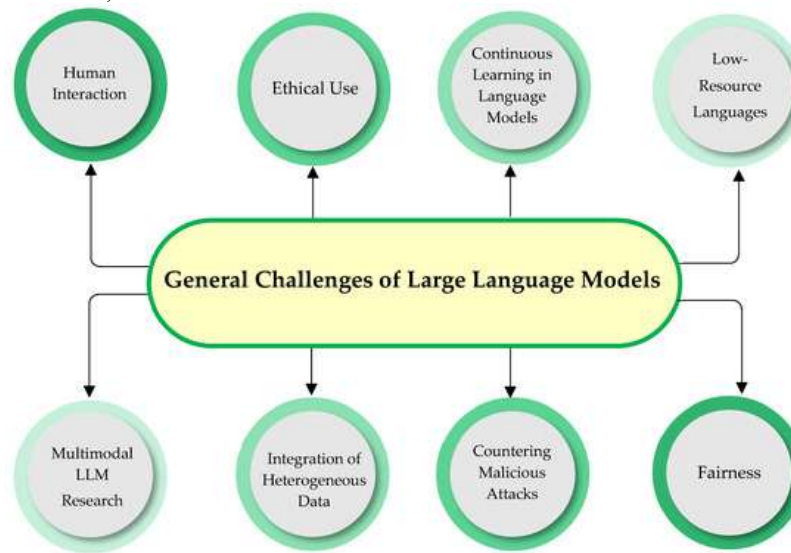 Human
Interaction
Ethical Use
Continuous
Learning in
Language
Models
Low-
Resource
Languages
General Challenges of Large Language Models
Multimodal
LLM
Research
Integration of
Heterogeneous
Data
Countering
Malicious
Attacks
Fairness